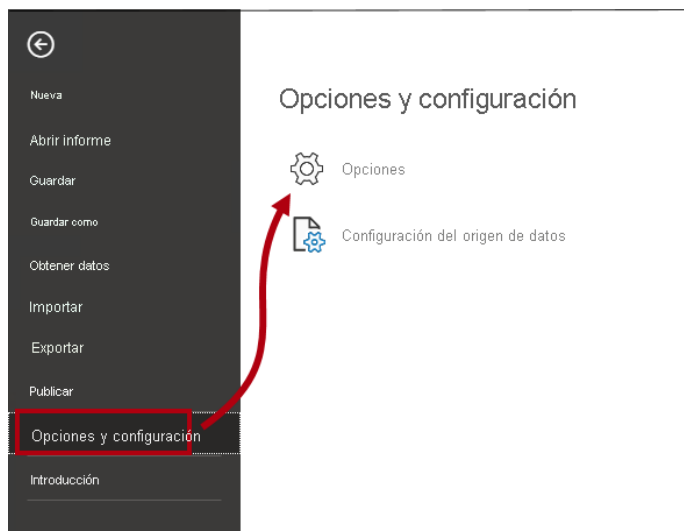 Nueva
Abrir informe
Guardar
Guardar como
Obtener datos
Importar
Exportar
Publicar
Opciones y configuración
Introducción
Opciones y configuración
Opciones
Configuración del origen de datos